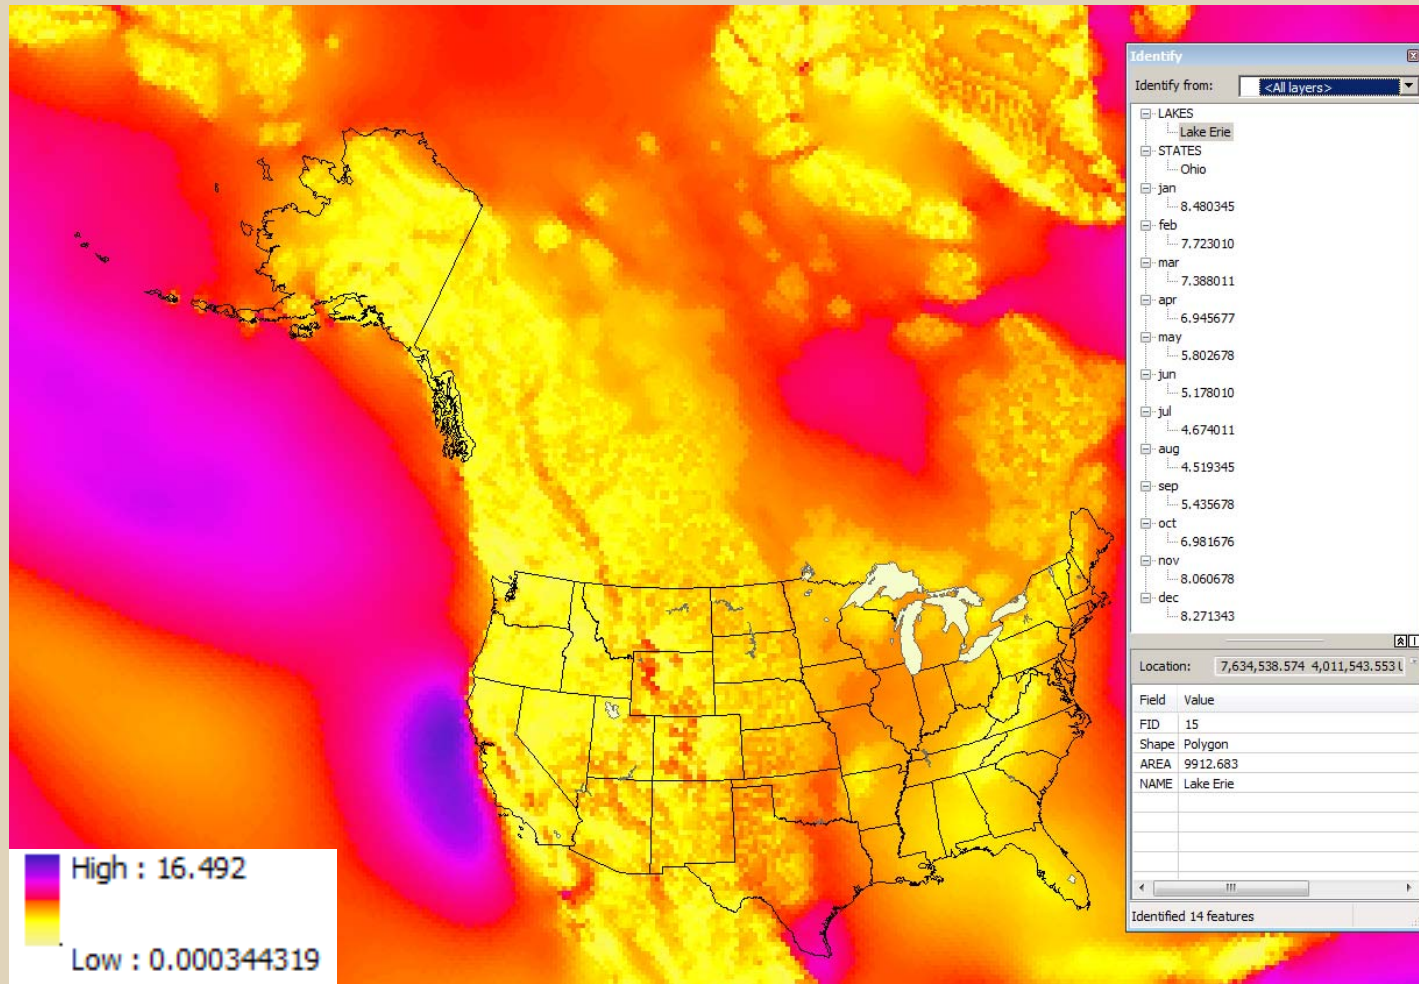 Identify
Identify from: <All layers>
LAKES
Lake Erie
STATES
Ohio
jan
8.480345
feb
7.723010
mar
7.388011
apr
6.945677
may
5.802678
jun
5.178010
jul
4.674011
aug
4.519345
sep
5.435678
oct
6.981676
nov
8.060678
dec
8.271343
Location: 7,634,538.574 4,011,543.553
Field Value
FID 15
Shape Polygon
AREA 9912.683
NAME Lake Erie
Identified 14 features
High : 16.492
Low : 0.000344319